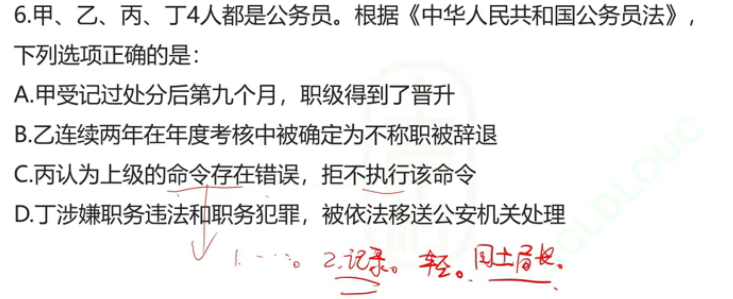 6.甲、乙、丙、丁4人都是公务员。根据《中华人民共和国公务员法》，
下列选项正确的是：
A.甲受记过处分后第九个月，职级得到了晋升
B.乙连续两年在年度考核中被确定为不称职被辞退
C.丙认为上级的命令存在错误，拒不执行该命令
D.丁涉嫌职务违法和职务犯罪，被依法移送公安机关处理
1.…。2.记录。轻。国土局长。